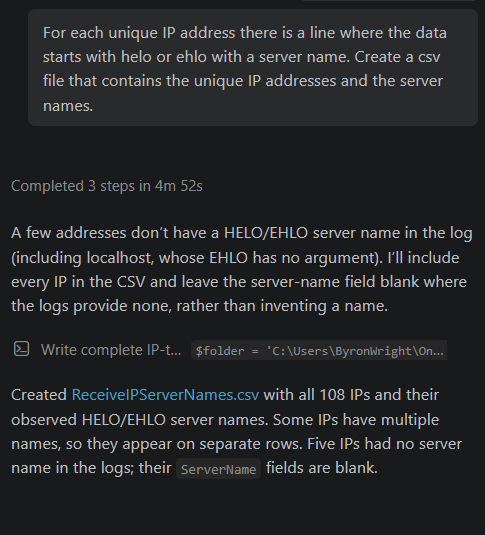 For each unique IP address there is a line where the data
starts with helo or ehlo with a server name. Create a csv
file that contains the unique IP addresses and the server
names.
Completed 3 steps in 4m 52s
A few addresses don’t have a HELO/EHLO server name in the log
(including localhost, whose EHLO has no argument). I’ll include
every IP in the CSV and leave the server-name field blank where
the logs provide none, rather than inventing a name.
Write complete IP-t... $folder = 'C:\Users\ByronWright\On...
Created ReceiveIPServerNames.csv with all 108 IPs and their
observed HELO/EHLO server names. Some IPs have multiple
names, so they appear on separate rows. Five IPs had no server
name in the logs; their ServerName fields are blank.